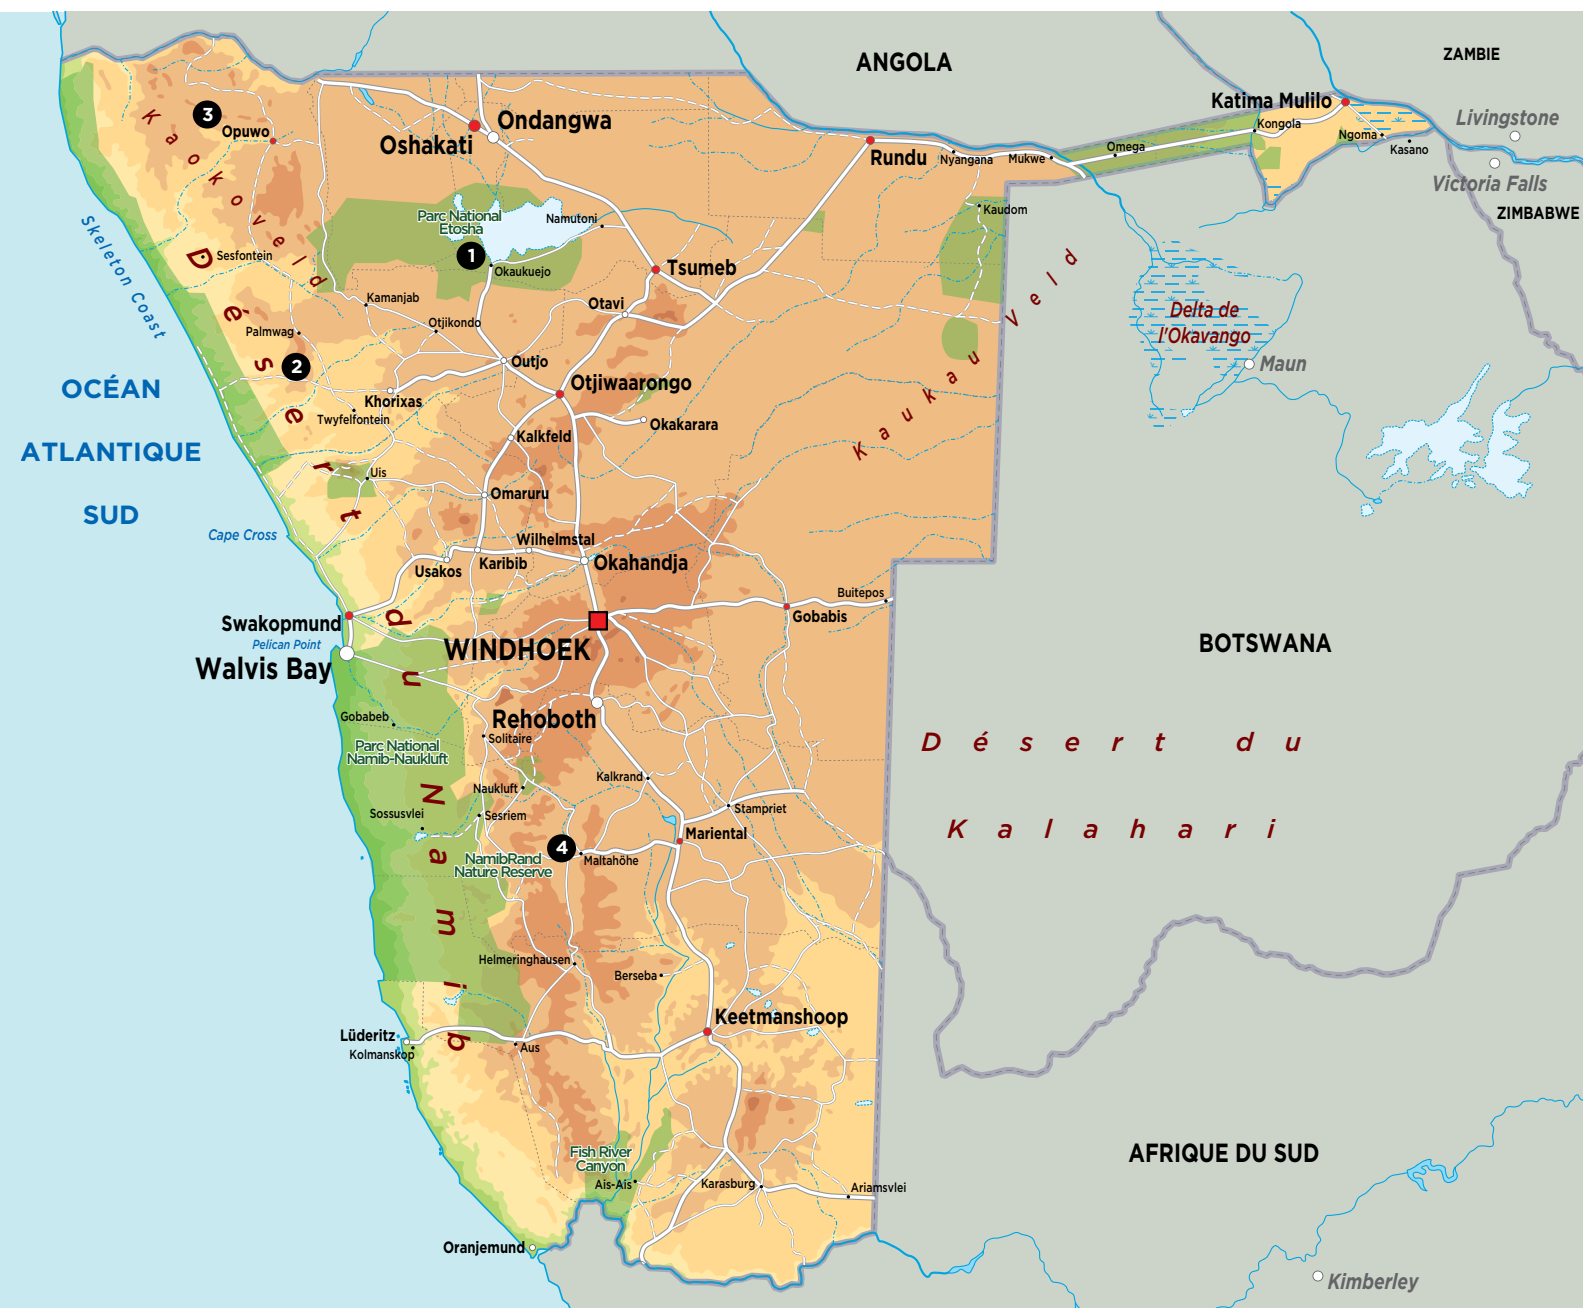 ANGOLA
ZAMBIE
Katima Mulilo
Livingstone
3
Opuwo
Ondangwa
Oshakati
Kongola
Ngoma
Kasano
Rundu
Nyangana
Mukwe
Omega
Victoria Falls
ZIMBABWE
Kaokoveld
Parc National
Etosha
Namutoni
Kaudom
Skeleton Coast
Sesfontein
1
Okaukuejo
Tsumeb
Kamanjab
Otavi
Otjikondo
Palmwag
Delta de
l'Okavango
Kaukau Veld
2
Outjo
Maun
OCÉAN
ATLANTIQUE
SUD
Otjiwaarongo
Khorixas
Twyfelfontein
Okakarara
Kalkfeld
Uis
Omaruru
Cape Cross
Wilhelmstal
Usakos
Karibib
Okahandja
Buitepos
Gobabis
Swakopmund
Pelican Point
Walvis Bay
WINDHOEK
BOTSWANA
Désert du Namib
Gobabeb
Rehoboth
Solitaire
Parc National
Namib-Naukluft
Désert du
Kalahari
Kalkrand
Naukluft
Stampriet
Sossusvlei
Sesriem
Mariental
4
Maltahöhe
NamibRand
Nature Reserve
Helmeringhausen
Berseba
Keetmanshoop
Lüderitz
Kolmanskop
Aus
Fish River
Canyon
Ais-Ais
Karasburg
Ariamsvlei
AFRIQUE DU SUD
Oranjemund
Kimberley